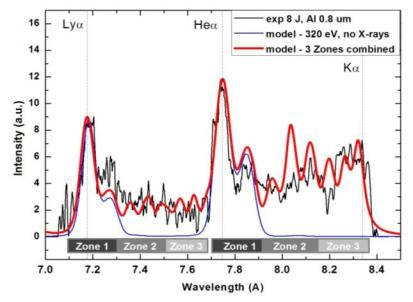 Lyα
Heα
Kα
exp 8 J, Al 0.8 um
model - 320 eV, no X-rays
model - 3 Zones combined
Intensity (a.u.)
16
14
12
10
8
6
4
2
0
Zone 1
Zone 2
Zone 3
Zone 1
Zone 2
Zone 3
7.0
7.2
7.4
7.6
7.8
8.0
8.2
8.4
Wavelength (A)